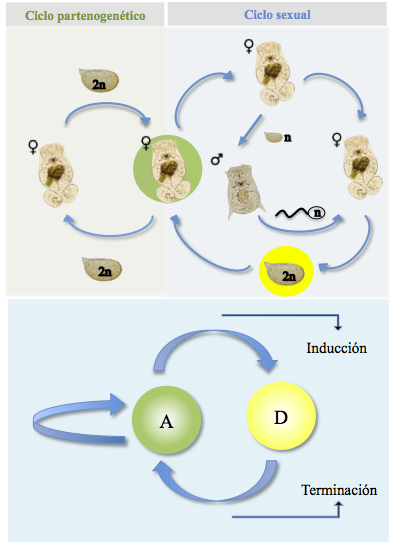 Ciclo partenogenético
Ciclo sexual
♀
2n
♀
♀
♀
n
♂
n
2n
2n
Inducción
A
D
Terminación